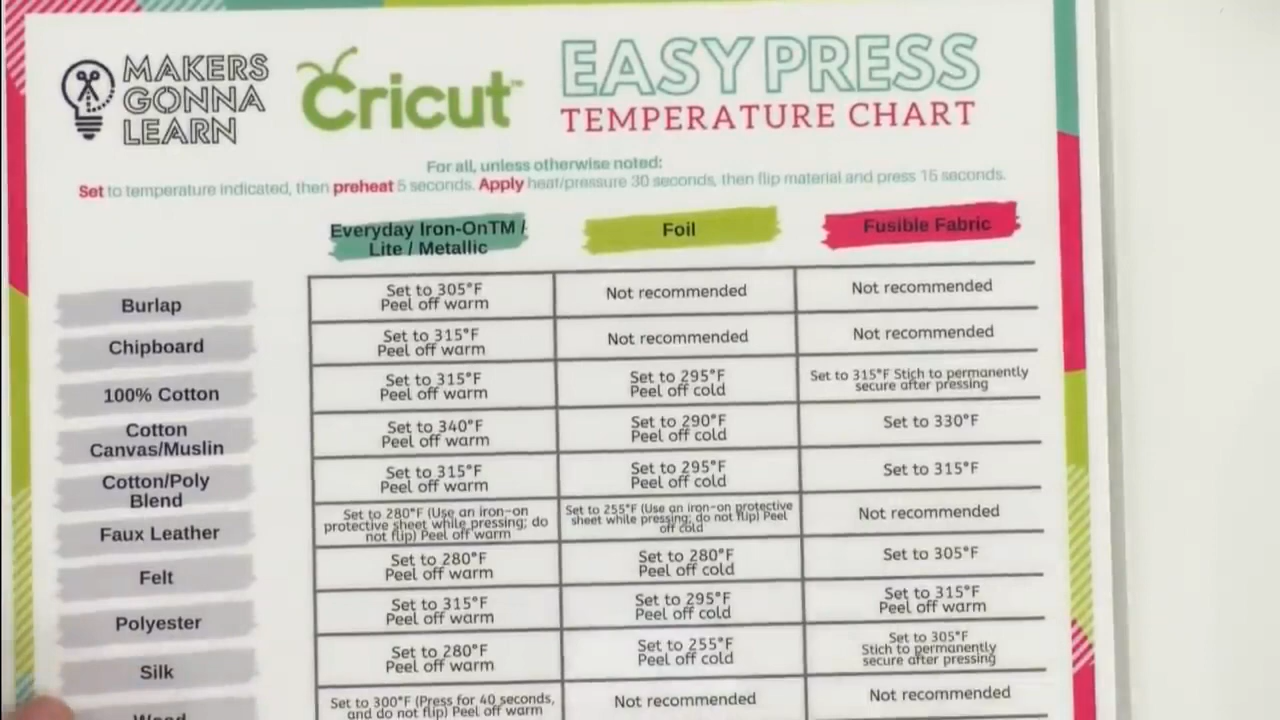 MAKERS
GONNA
LEARN
Cricut™
EASY PRESS
TEMPERATURE CHART
For all, unless otherwise noted:
Set to temperature indicated, then preheat 5 seconds. Apply heat/pressure 30 seconds, then flip material and press 15 seconds.
Everyday Iron-OnTM /
Lite / Metallic
Foil
Fusible Fabric
Burlap
Set to 305°F
Peel off warm
Not recommended
Not recommended
Chipboard
Set to 315°F
Peel off warm
Not recommended
Not recommended
100% Cotton
Set to 315°F
Peel off warm
Set to 295°F
Peel off cold
Set to 315°F Stich to permanently
secure after pressing
Cotton
Canvas/Muslin
Set to 340°F
Peel off warm
Set to 290°F
Peel off cold
Set to 330°F
Cotton/Poly
Blend
Set to 315°F
Peel off warm
Set to 295°F
Peel off cold
Set to 315°F
Faux Leather
Set to 280°F (Use an iron-on
protective sheet while pressing; do
not flip) Peel off warm
Set to 255°F (Use an iron-on protective
sheet while pressing; do not flip) Peel
off cold
Not recommended
Felt
Set to 280°F
Peel off warm
Set to 280°F
Peel off cold
Set to 305°F
Polyester
Set to 315°F
Peel off warm
Set to 295°F
Peel off cold
Set to 315°F
Peel off warm
Silk
Set to 280°F
Peel off warm
Set to 255°F
Peel off cold
Set to 305°F
Stich to permanently
secure after pressing
Wood
Set to 300°F (Press for 40 seconds,
and do not flip) Peel off warm
Not recommended
Not recommended